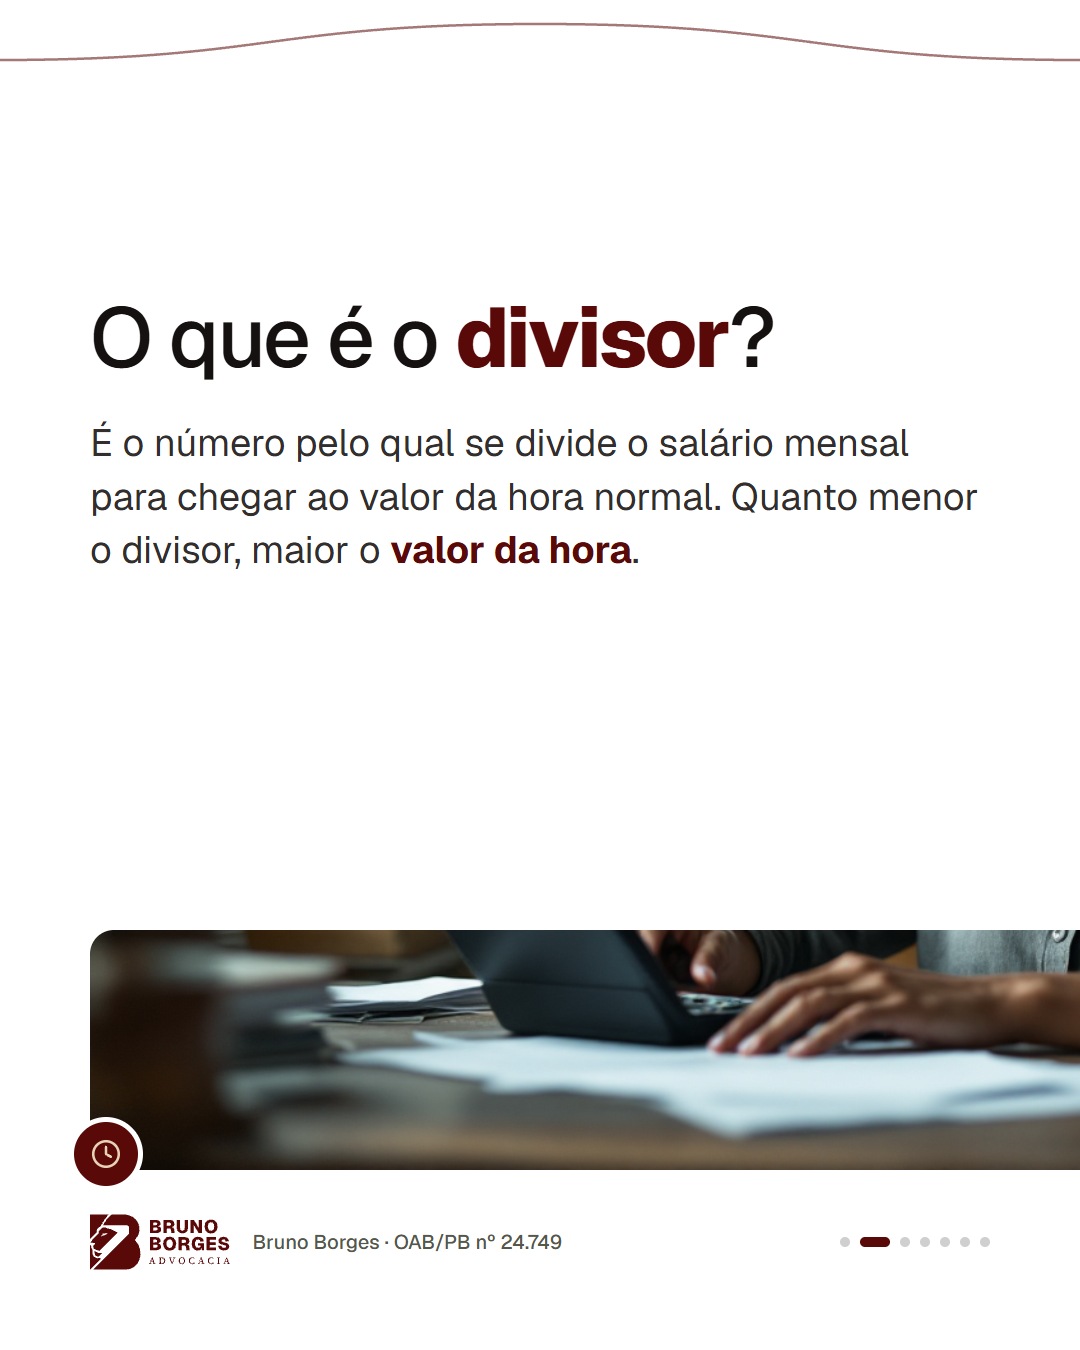 O que é o divisor?
É o número pelo qual se divide o salário mensal
para chegar ao valor da hora normal. Quanto menor
o divisor, maior o valor da hora.
BRUNO
BORGES
ADVOCACIA
Bruno Borges · OAB/PB nº 24.749